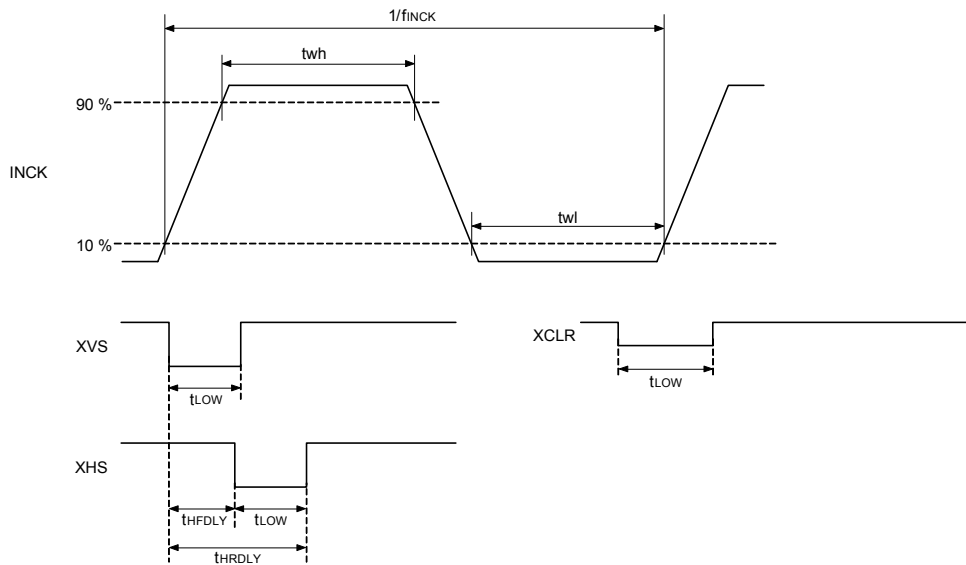 1/fINCK
twh
90 %
INCK
twl
10 %
XVS
XCLR
tLOW
tLOW
XHS
tHFDLY
tLOW
tHRDLY